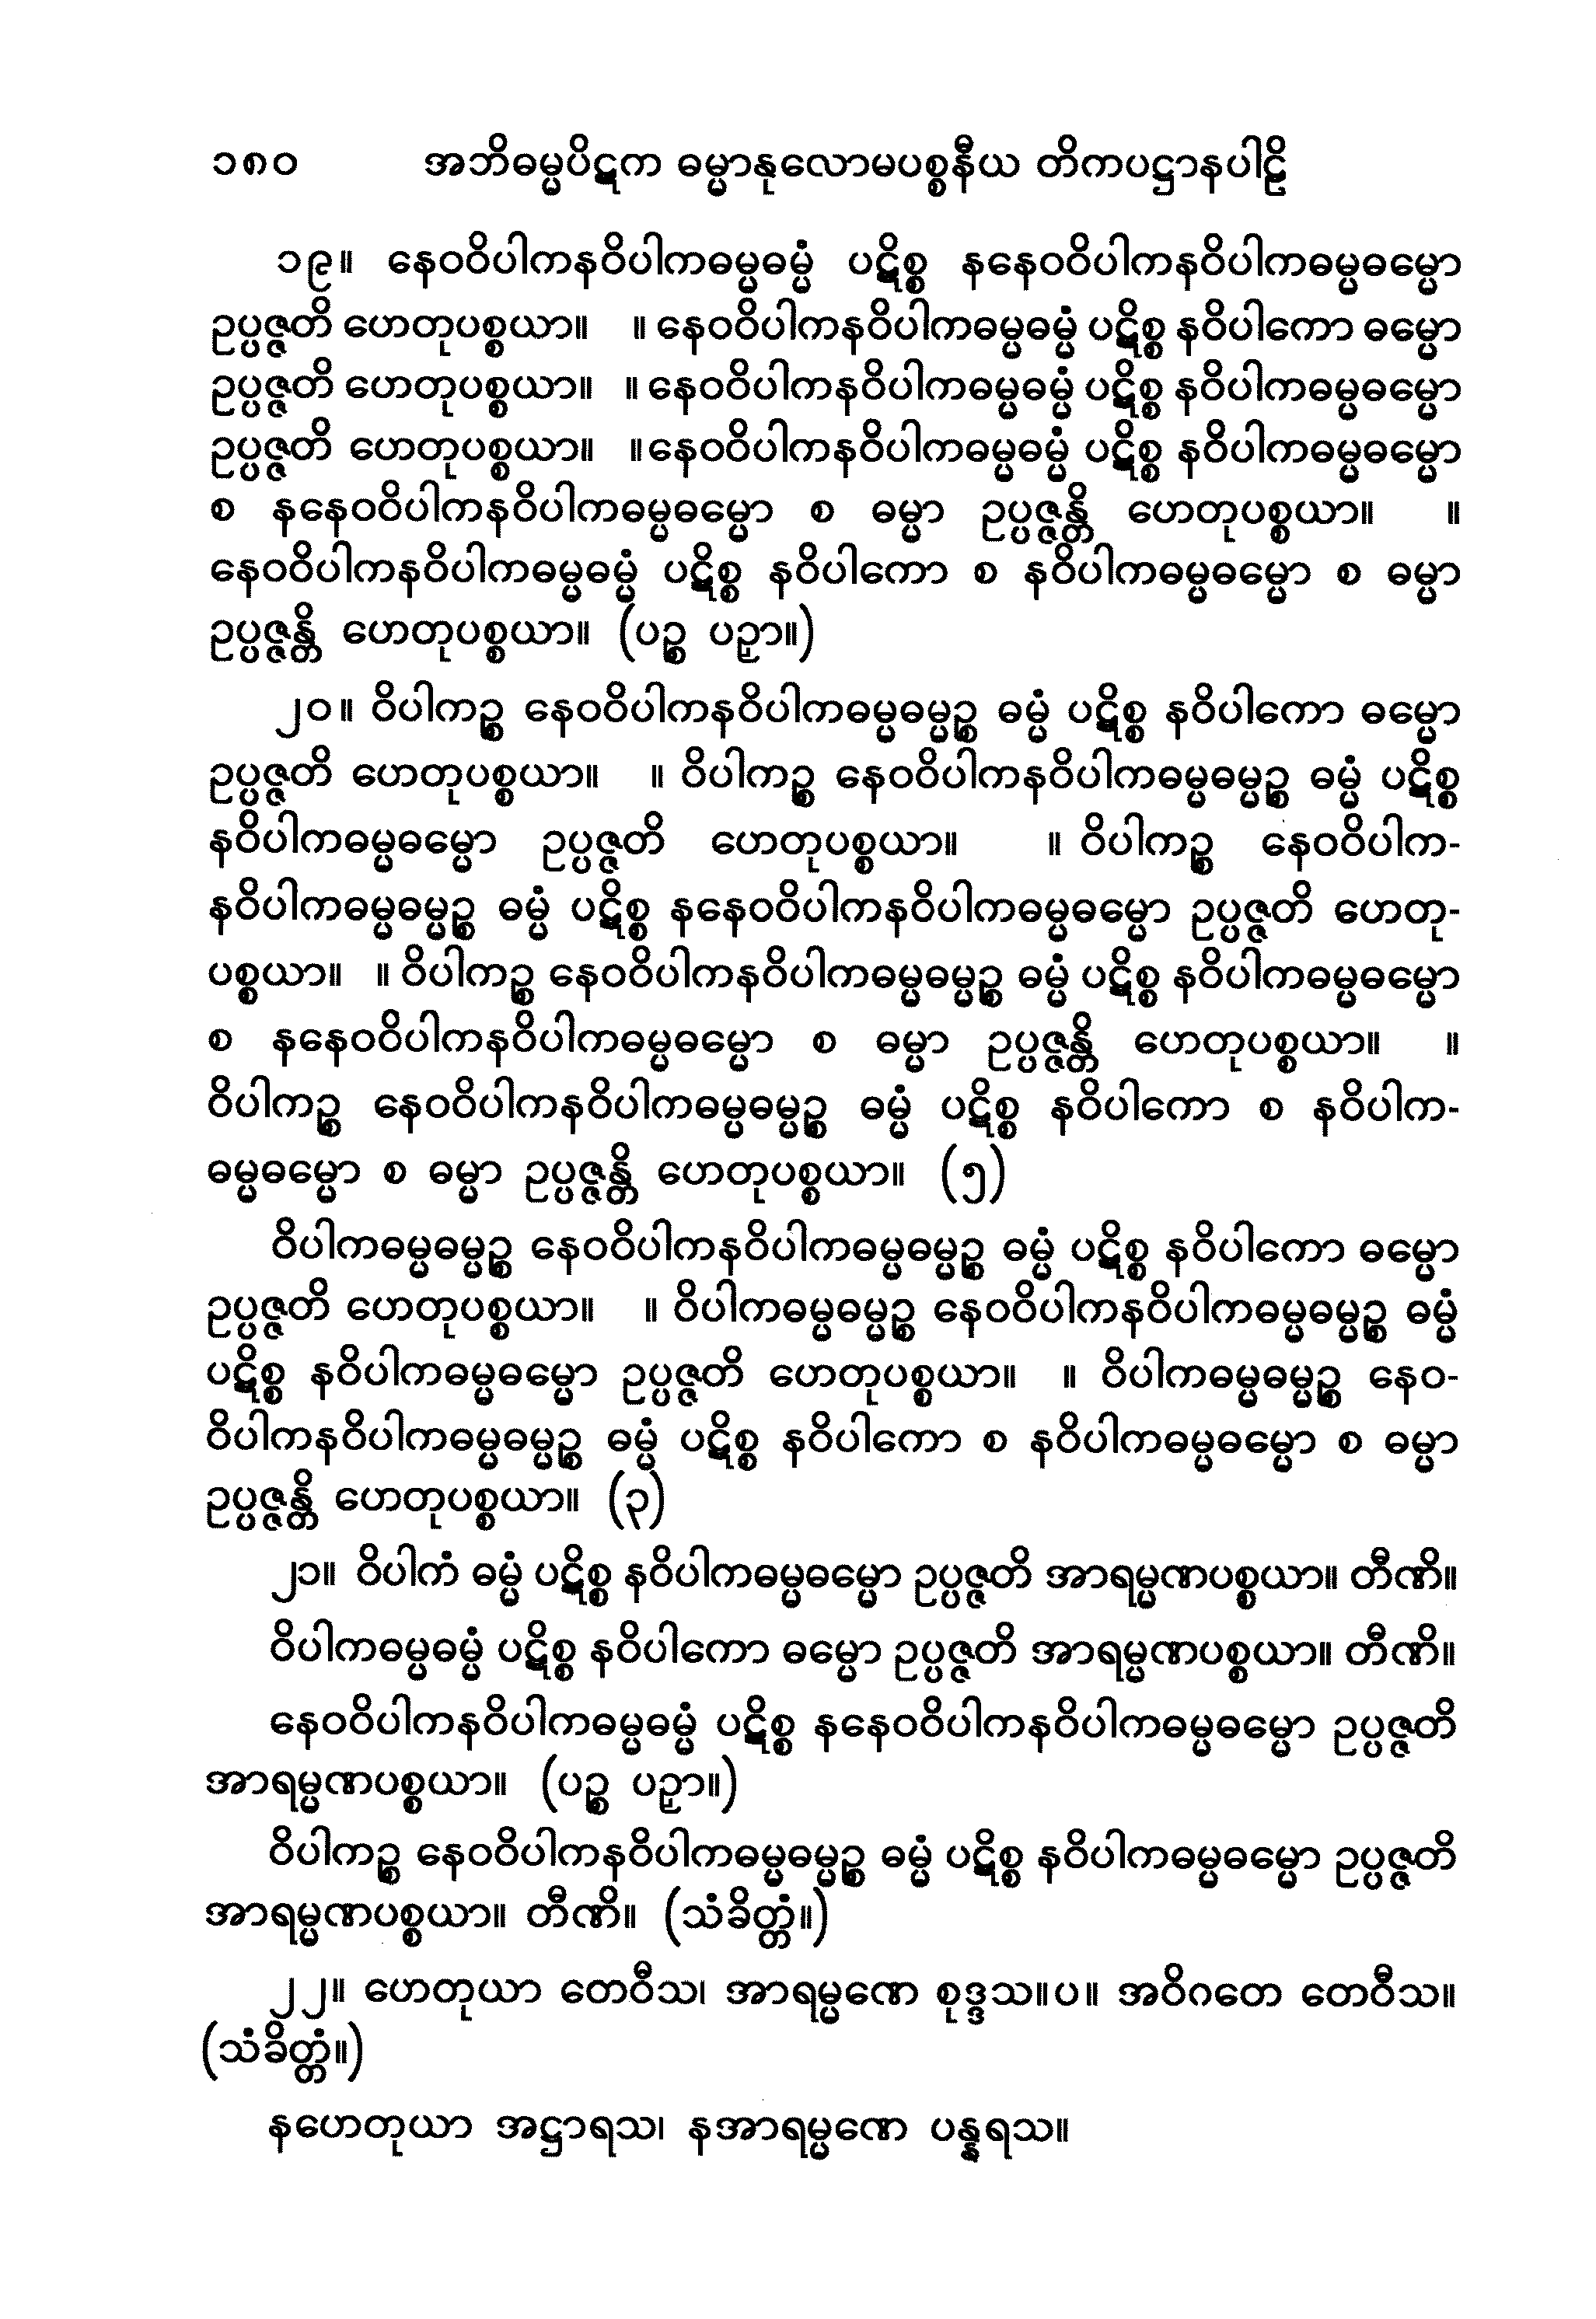 ၁၈၀ အဘိဓမ္မပိဋက ဓမ္မာနုလောမပစ္စနီယ တိကပဋ္ဌာနပါဠိ
၁၉။ နေဝဝိပါကနဝိပါကဓမ္မဓမ္မံ ပဋိစ္စ နနေဝဝိပါကနဝိပါကဓမ္မဓမ္မော
ဥပ္ပဇ္ဇတိ ဟေတုပစ္စယာ။ ။ နေဝဝိပါကနဝိပါကဓမ္မဓမ္မံ ပဋိစ္စ နဝိပါကော ဓမ္မော
ဥပ္ပဇ္ဇတိ ဟေတုပစ္စယာ။ ။ နေဝဝိပါကနဝိပါကဓမ္မဓမ္မံ ပဋိစ္စ နဝိပါကဓမ္မဓမ္မော
ဥပ္ပဇ္ဇတိ ဟေတုပစ္စယာ။ ။နေဝဝိပါကနဝိပါကဓမ္မဓမ္မံ ပဋိစ္စ နဝိပါကဓမ္မဓမ္မော
စ နနေဝဝိပါကနဝိပါကဓမ္မဓမ္မော စ ဓမ္မာ ဥပ္ပဇ္ဇန္တိ ဟေတုပစ္စယာ။ ။
နေဝဝိပါကနဝိပါကဓမ္မဓမ္မံ ပဋိစ္စ နဝိပါကော စ နဝိပါကဓမ္မဓမ္မော စ ဓမ္မာ
ဥပ္ပဇ္ဇန္တိ ဟေတုပစ္စယာ။ (ပဉ္စ ပဉှာ။)
၂၀။ ဝိပါကဉ္စ နေဝဝိပါကနဝိပါကဓမ္မဓမ္မဉ္စ ဓမ္မံ ပဋိစ္စ နဝိပါကော ဓမ္မော
ဥပ္ပဇ္ဇတိ ဟေတုပစ္စယာ။ ။ ဝိပါကဉ္စ နေဝဝိပါကနဝိပါကဓမ္မဓမ္မဉ္စ ဓမ္မံ ပဋိစ္စ
နဝိပါကဓမ္မဓမ္မော ဥပ္ပဇ္ဇတိ ဟေတုပစ္စယာ။ ။ ဝိပါကဉ္စ နေဝဝိပါက-
နဝိပါကဓမ္မဓမ္မဉ္စ ဓမ္မံ ပဋိစ္စ နနေဝဝိပါကနဝိပါကဓမ္မဓမ္မော ဥပ္ပဇ္ဇတိ ဟေတု-
ပစ္စယာ။ ။ ဝိပါကဉ္စ နေဝဝိပါကနဝိပါကဓမ္မဓမ္မဉ္စ ဓမ္မံ ပဋိစ္စ နဝိပါကဓမ္မဓမ္မော
စ နနေဝဝိပါကနဝိပါကဓမ္မဓမ္မော စ ဓမ္မာ ဥပ္ပဇ္ဇန္တိ ဟေတုပစ္စယာ။ ။
ဝိပါကဉ္စ နေဝဝိပါကနဝိပါကဓမ္မဓမ္မဉ္စ ဓမ္မံ ပဋိစ္စ နဝိပါကော စ နဝိပါက-
ဓမ္မဓမ္မော စ ဓမ္မာ ဥပ္ပဇ္ဇန္တိ ဟေတုပစ္စယာ။ (၅)
ဝိပါကဓမ္မဓမ္မဉ္စ နေဝဝိပါကနဝိပါကဓမ္မဓမ္မဉ္စ ဓမ္မံ ပဋိစ္စ နဝိပါကော ဓမ္မော
ဥပ္ပဇ္ဇတိ ဟေတုပစ္စယာ။ ။ ဝိပါကဓမ္မဓမ္မဉ္စ နေဝဝိပါကနဝိပါကဓမ္မဓမ္မဉ္စ ဓမ္မံ
ပဋိစ္စ နဝိပါကဓမ္မဓမ္မော ဥပ္ပဇ္ဇတိ ဟေတုပစ္စယာ။ ။ ဝိပါကဓမ္မဓမ္မဉ္စ နေဝ-
ဝိပါကနဝိပါကဓမ္မဓမ္မဉ္စ ဓမ္မံ ပဋိစ္စ နဝိပါကော စ နဝိပါကဓမ္မဓမ္မော စ ဓမ္မာ
ဥပ္ပဇ္ဇန္တိ ဟေတုပစ္စယာ။ (၃)
၂၁။ ဝိပါကံ ဓမ္မံ ပဋိစ္စ နဝိပါကဓမ္မဓမ္မော ဥပ္ပဇ္ဇတိ အာရမ္မဏပစ္စယာ။ တီဏိ။
ဝိပါကဓမ္မဓမ္မံ ပဋိစ္စ နဝိပါကော ဓမ္မော ဥပ္ပဇ္ဇတိ အာရမ္မဏပစ္စယာ။ တီဏိ။
နေဝဝိပါကနဝိပါကဓမ္မဓမ္မံ ပဋိစ္စ နနေဝဝိပါကနဝိပါကဓမ္မဓမ္မော ဥပ္ပဇ္ဇတိ
အာရမ္မဏပစ္စယာ။ (ပဉ္စ ပဉှာ။)
ဝိပါကဉ္စ နေဝဝိပါကနဝိပါကဓမ္မဓမ္မဉ္စ ဓမ္မံ ပဋိစ္စ နဝိပါကဓမ္မဓမ္မော ဥပ္ပဇ္ဇတိ
အာရမ္မဏပစ္စယာ။ တီဏိ။ (သံခိတ္တံ။)
၂၂။ ဟေတုယာ တေဝီသ၊ အာရမ္မဏေ စုဒ္ဒသ။ပ။ အဝိဂတေ တေဝီသ။
(သံခိတ္တံ။)
နဟေတုယာ အဋ္ဌာရသ၊ နအာရမ္မဏေ ပန္နရသ။